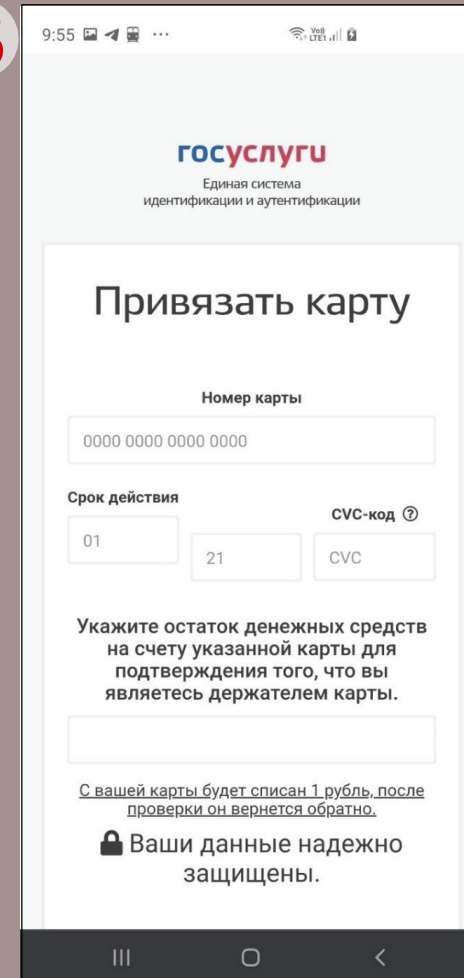 9:55
VoD LTE1
госуслуги
Единая система
идентификации и аутентификации
Привязать карту
Номер карты
0000 0000 0000 0000
Срок действия
CVC-код
01
21
CVC
Укажите остаток денежных средств
на счету указанной карты для
подтверждения того, что вы
являетесь держателем карты.
С вашей карты будет списан 1 рубль, после
проверки он вернется обратно.
Ваши данные надежно
защищены.